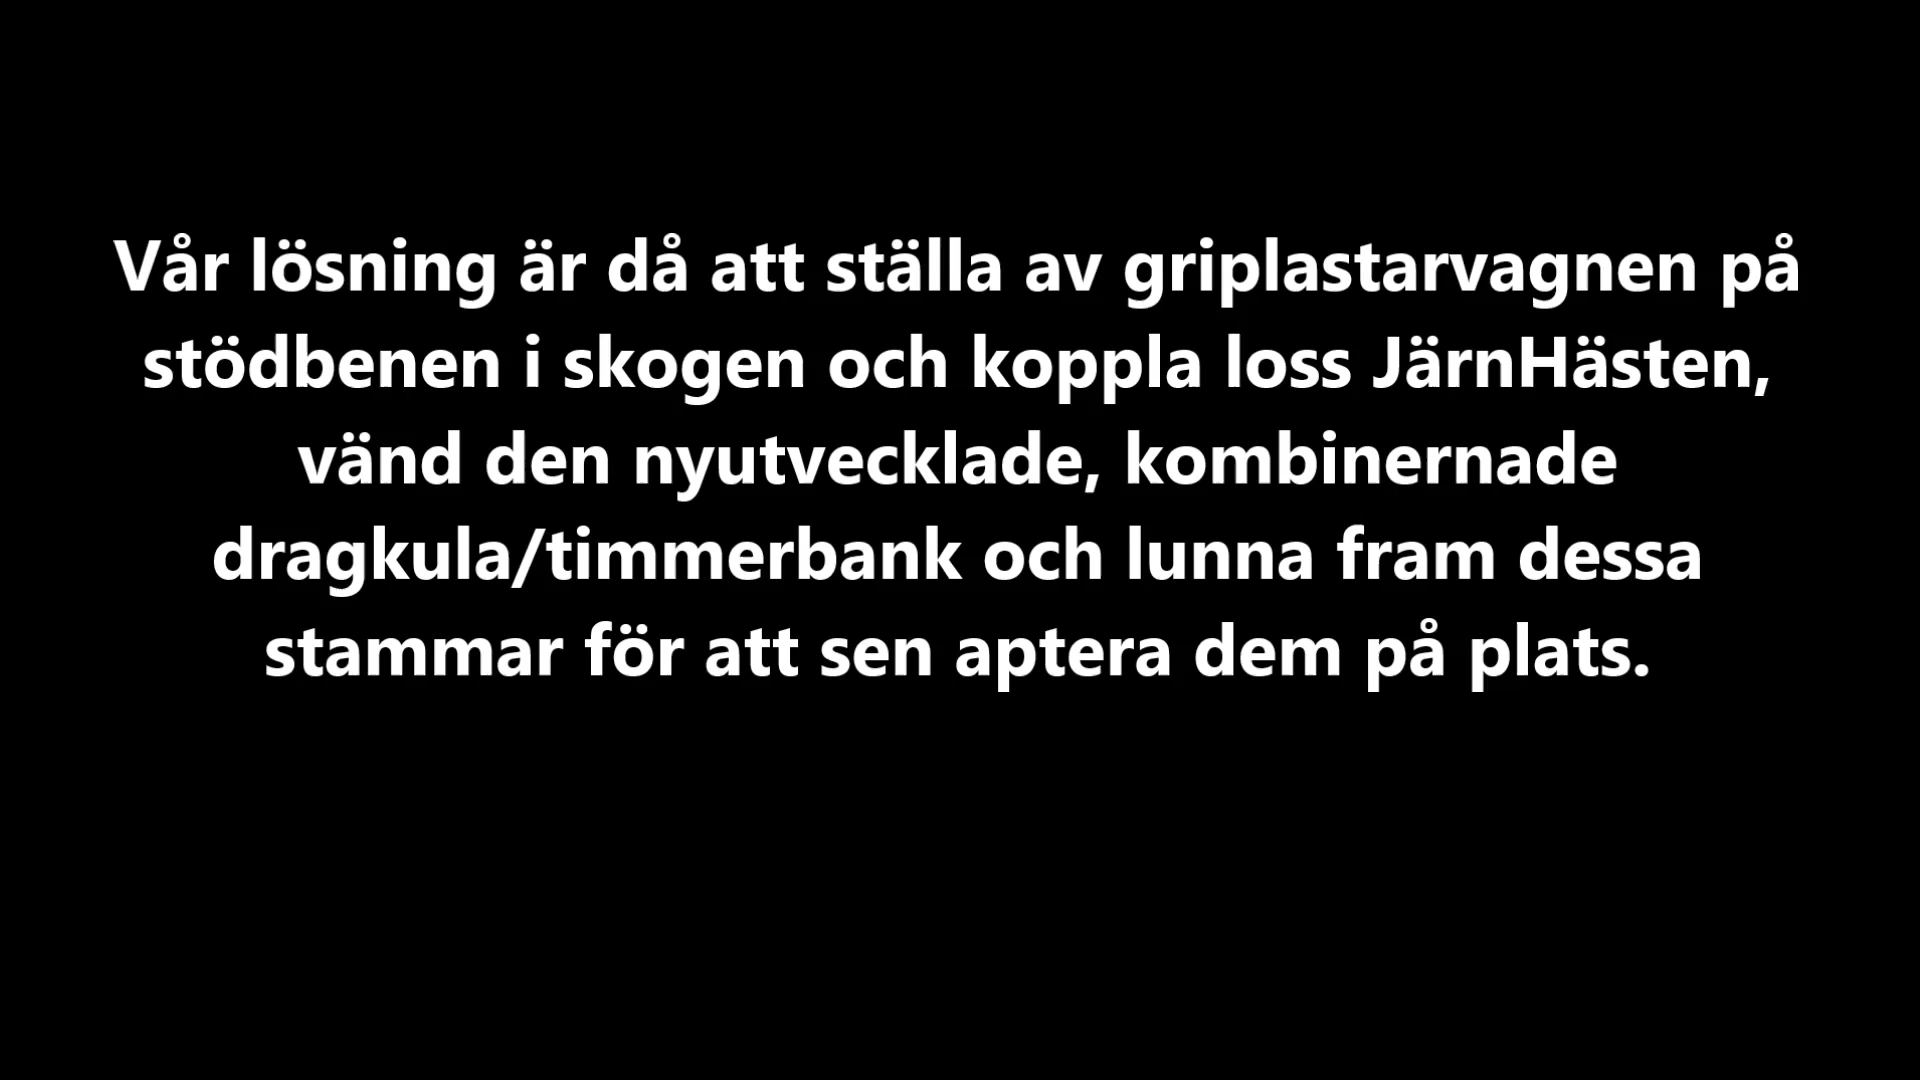 Vår lösning är då att ställa av griplastarvagnen på
stödbenen i skogen och koppla loss JärnHästen,
vänd den nyutvecklade, kombinernade
dragkula/timmerbank och lunna fram dessa
stammar för att sen aptera dem på plats.